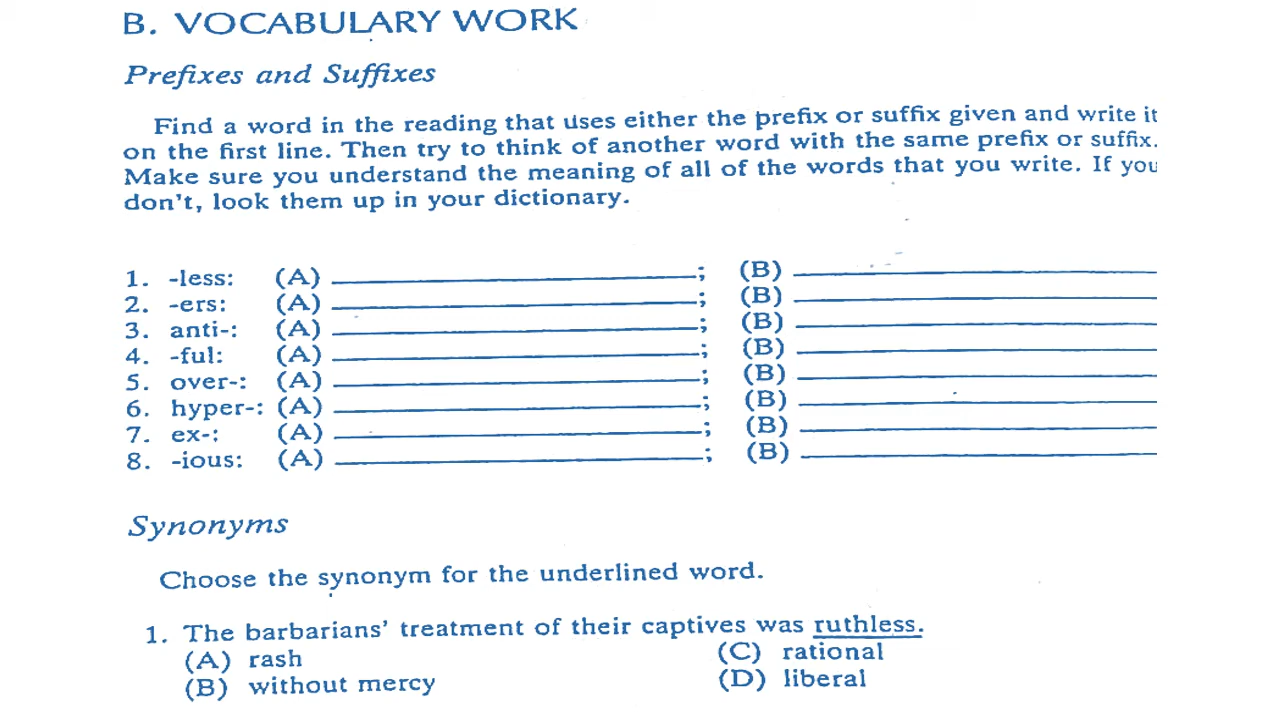 B. VOCABULARY WORK
Prefixes and Suffixes
Find a word in the reading that uses either the prefix or suffix given and write it
on the first line. Then try to think of another word with the same prefix or suffix.
Make sure you understand the meaning of all of the words that you write. If you
don't, look them up in your dictionary.
1. -less: (A) ; (B)
2. -ers: (A) ; (B)
3. anti-: (A) ; (B)
4. -ful: (A) ; (B)
5. over-: (A) ; (B)
6. hyper-: (A) ; (B)
7. ex-: (A) ; (B)
8. -ious: (A) ; (B)
Synonyms
Choose the synonym for the underlined word.
1. The barbarians' treatment of their captives was ruthless.
(A) rash (C) rational
(B) without mercy (D) liberal